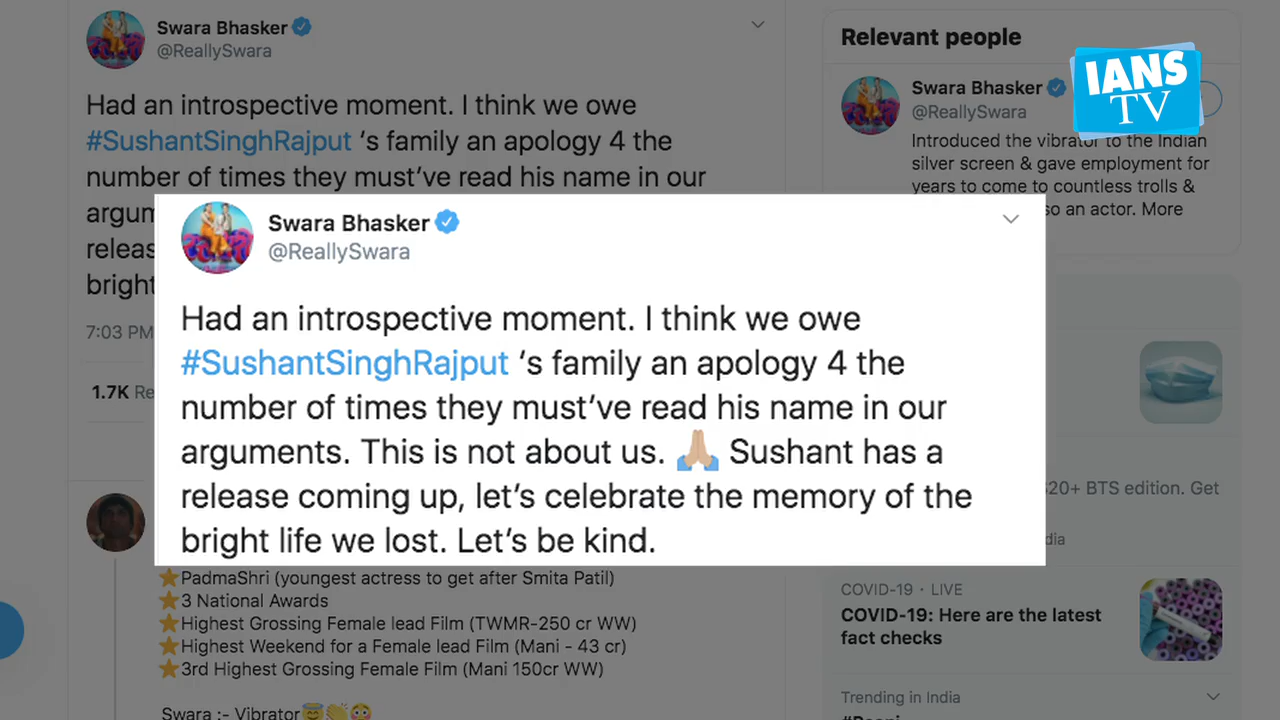 Swara Bhasker
@ReallySwara
Had an introspective moment. I think we owe
#SushantSinghRajput 's family an apology 4 the
number of times they must've read his name in our
argum
releas
bright
7:03 PM
1.7K Re
Swara Bhasker
@ReallySwara
Had an introspective moment. I think we owe
#SushantSinghRajput 's family an apology 4 the
number of times they must've read his name in our
arguments. This is not about us. 🙏🏼 Sushant has a
release coming up, let's celebrate the memory of the
bright life we lost. Let's be kind.
⭐PadmaShri (youngest actress to get after Smita Patil)
⭐3 National Awards
⭐Highest Grossing Female lead Film (TWMR-250 cr WW)
⭐Highest Weekend for a Female lead Film (Mani - 43 cr)
⭐3rd Highest Grossing Female Film (Mani 150cr WW)
Swara :- Vibrator😇👏😳
Relevant people
IANS
TV
Swara Bhasker
@ReallySwara
Introduced the vibrator to the Indian
silver screen & gave employment for
years to come to countless trolls &
so an actor. More
$20+ BTS edition. Get
dia
COVID-19 · LIVE
COVID-19: Here are the latest
fact checks
Trending in India